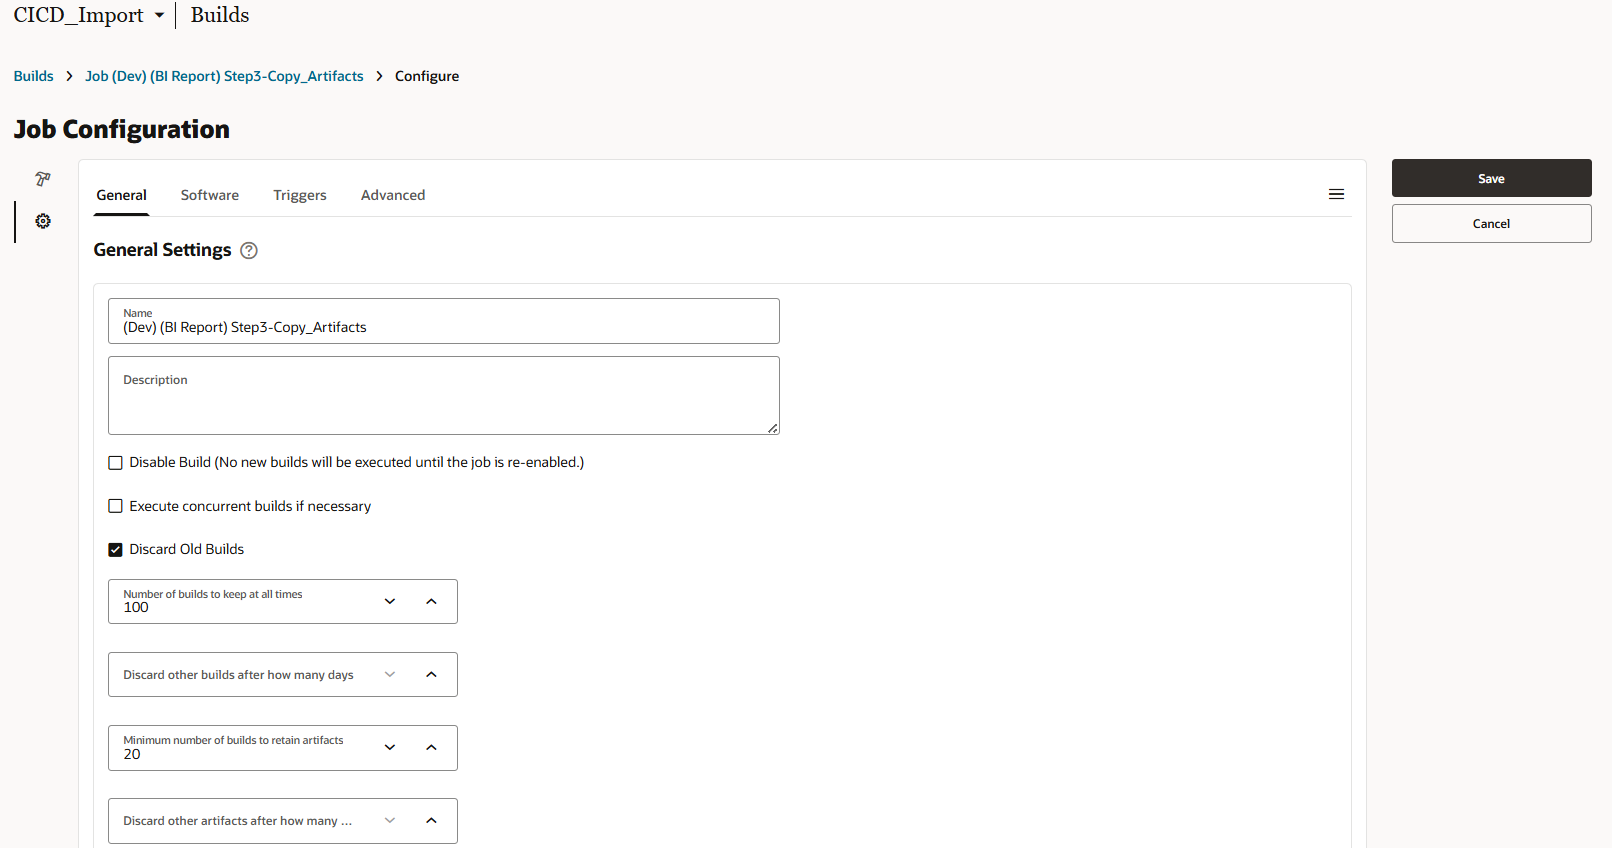 CICD_Import Builds
Builds > Job (Dev) (BI Report) Step3-Copy_Artifacts > Configure
Job Configuration
General Software Triggers Advanced
Save
Cancel
General Settings ?
Name
(Dev) (BI Report) Step3-Copy_Artifacts
Description
Disable Build (No new builds will be executed until the job is re-enabled.)
Execute concurrent builds if necessary
Discard Old Builds
Number of builds to keep at all times
100
Discard other builds after how many days
Minimum number of builds to retain artifacts
20
Discard other artifacts after how many ...